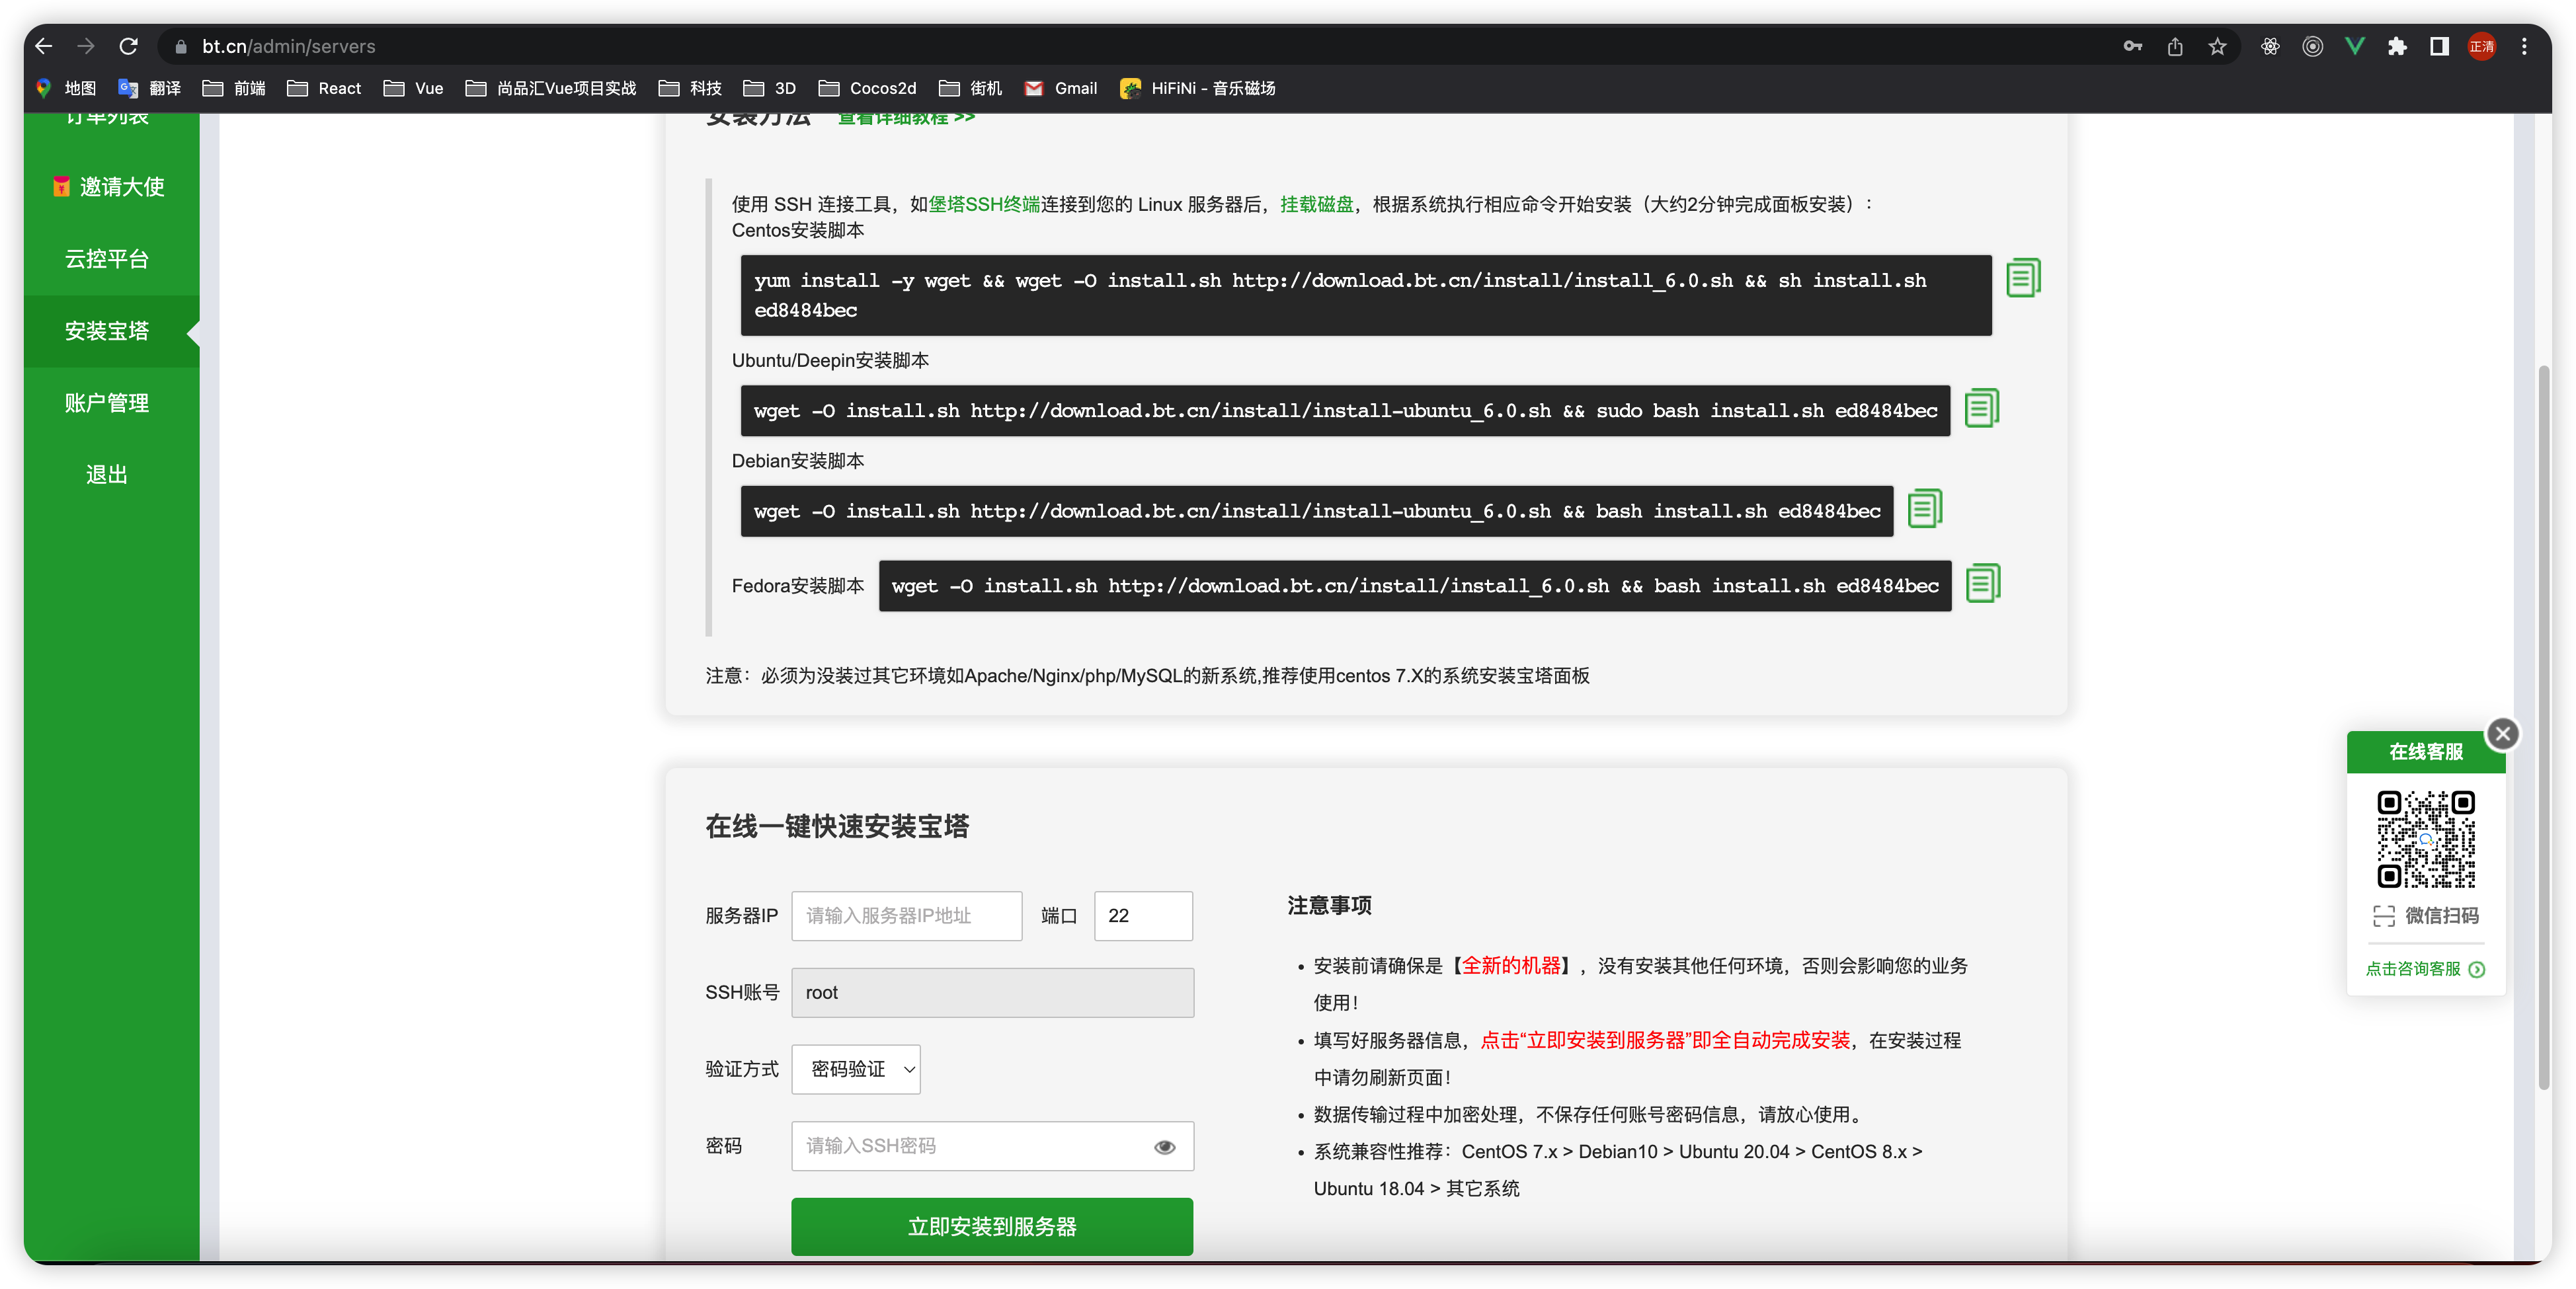 bt.cn/admin/servers
正清
地图 翻译 前端 React Vue 尚品汇Vue项目实战 科技 3D Cocos2d 街机 Gmail HiFiNi - 音乐磁场
订单列表
邀请大使
云控平台
安装宝塔
账户管理
退出
安装方法 查看详细教程 >>
使用 SSH 连接工具，如堡塔SSH终端连接到您的 Linux 服务器后，挂载磁盘，根据系统执行相应命令开始安装（大约2分钟完成面板安装）：
Centos安装脚本
yum install -y wget && wget -O install.sh http://download.bt.cn/install/install_6.0.sh && sh install.sh
ed8484bec
Ubuntu/Deepin安装脚本
wget -O install.sh http://download.bt.cn/install/install-ubuntu_6.0.sh && sudo bash install.sh ed8484bec
Debian安装脚本
wget -O install.sh http://download.bt.cn/install/install-ubuntu_6.0.sh && bash install.sh ed8484bec
Fedora安装脚本 wget -O install.sh http://download.bt.cn/install/install_6.0.sh && bash install.sh ed8484bec
注意：必须为没装过其它环境如Apache/Nginx/php/MySQL的新系统,推荐使用centos 7.X的系统安装宝塔面板
在线一键快速安装宝塔
服务器IP 请输入服务器IP地址 端口 22
SSH账号 root
验证方式 密码验证
密码 请输入SSH密码
立即安装到服务器
注意事项
• 安装前请确保是【全新的机器】，没有安装其他任何环境，否则会影响您的业务
使用！
• 填写好服务器信息，点击“立即安装到服务器”即全自动完成安装，在安装过程
中请勿刷新页面！
• 数据传输过程中加密处理，不保存任何账号密码信息，请放心使用。
• 系统兼容性推荐：CentOS 7.x > Debian10 > Ubuntu 20.04 > CentOS 8.x >
Ubuntu 18.04 > 其它系统
在线客服
微信扫码
点击咨询客服